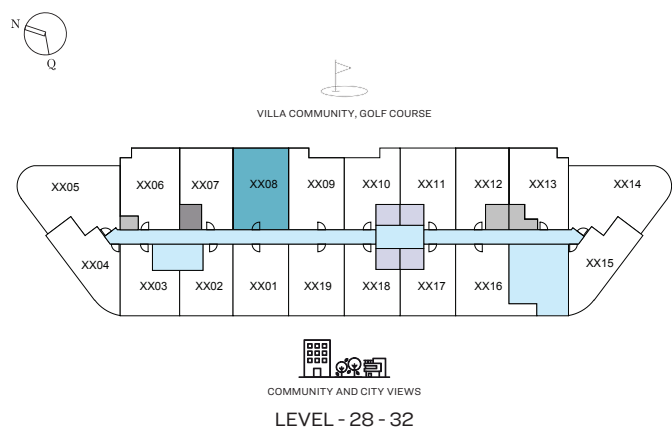 N
Q
VILLA COMMUNITY, GOLF COURSE
XX05
XX06
XX07
XX08
XX09
XX10
XX11
XX12
XX13
XX14
XX04
XX03
XX02
XX01
XX19
XX18
XX17
XX16
XX15
COMMUNITY AND CITY VIEWS
LEVEL - 28 - 32